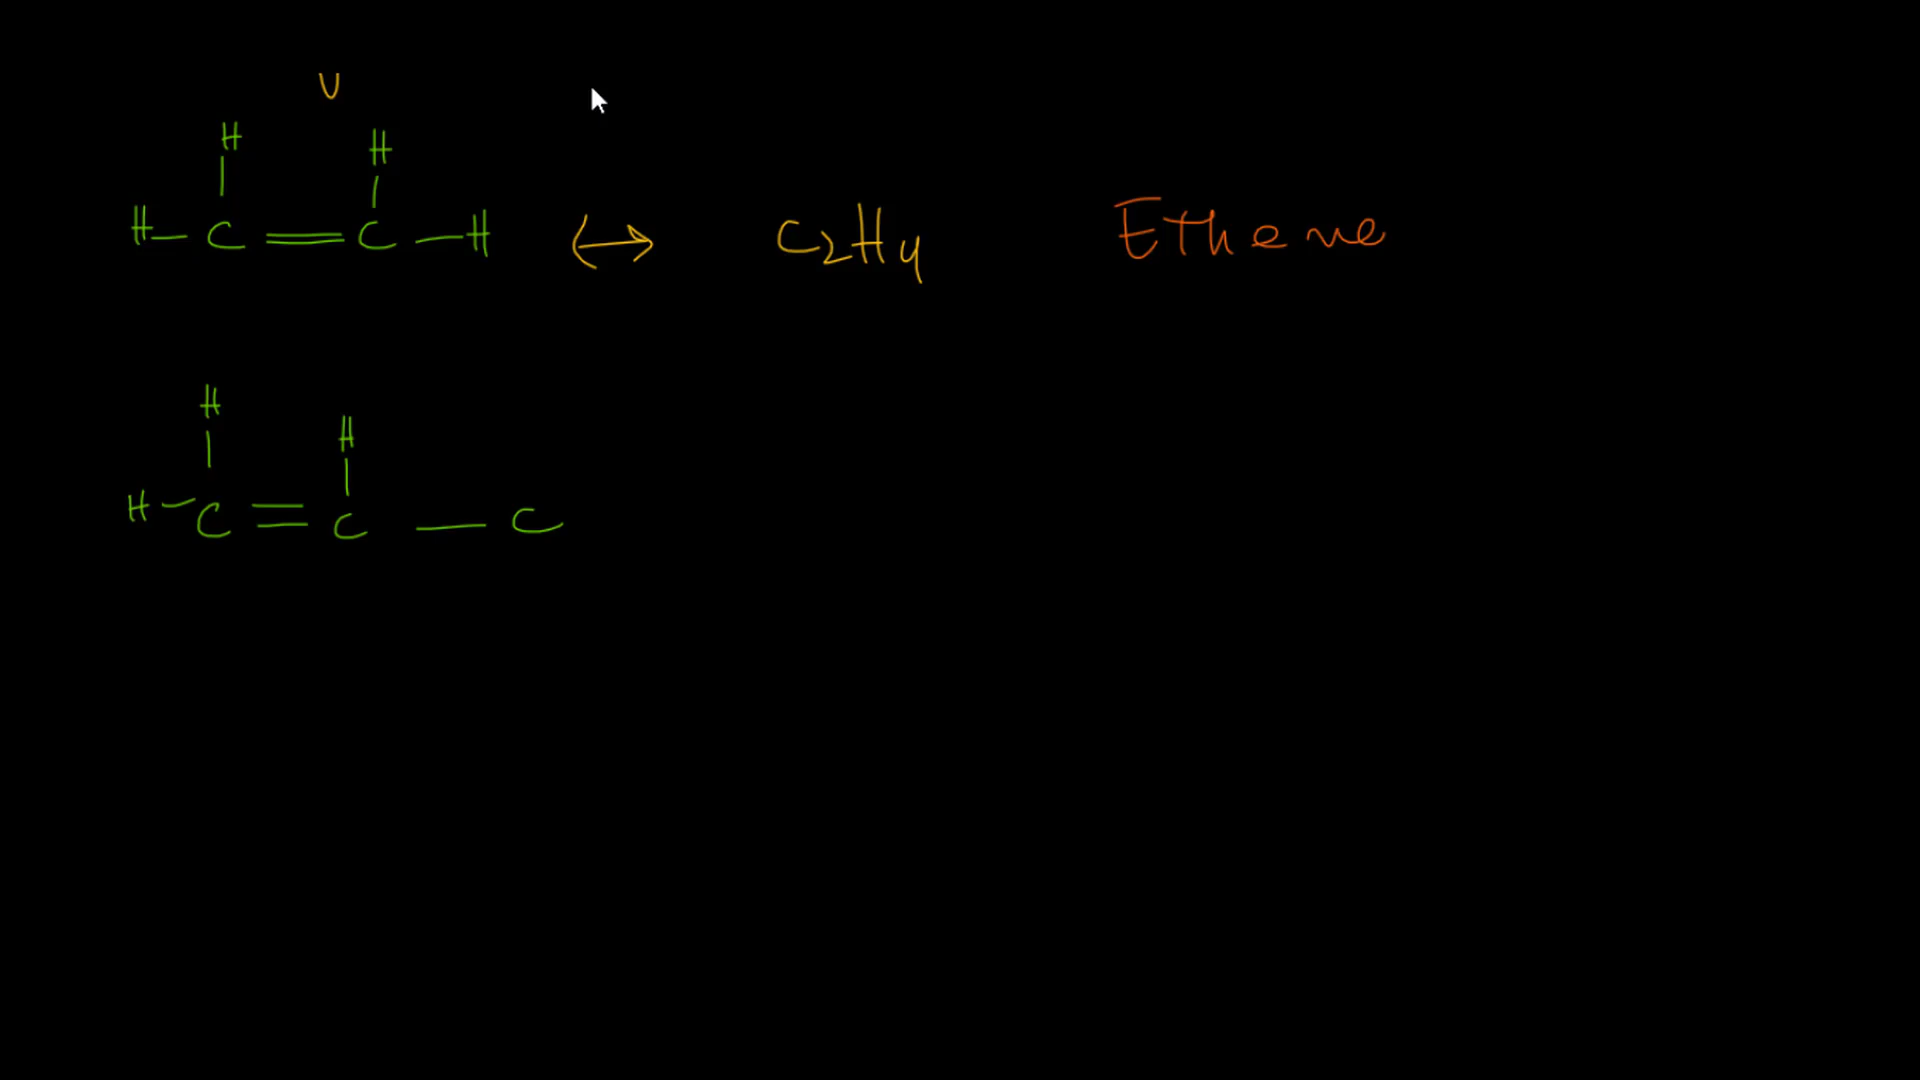 U
H H
H - C = C - H ↔ C2H4 Ethene
H H
H - C = C - C